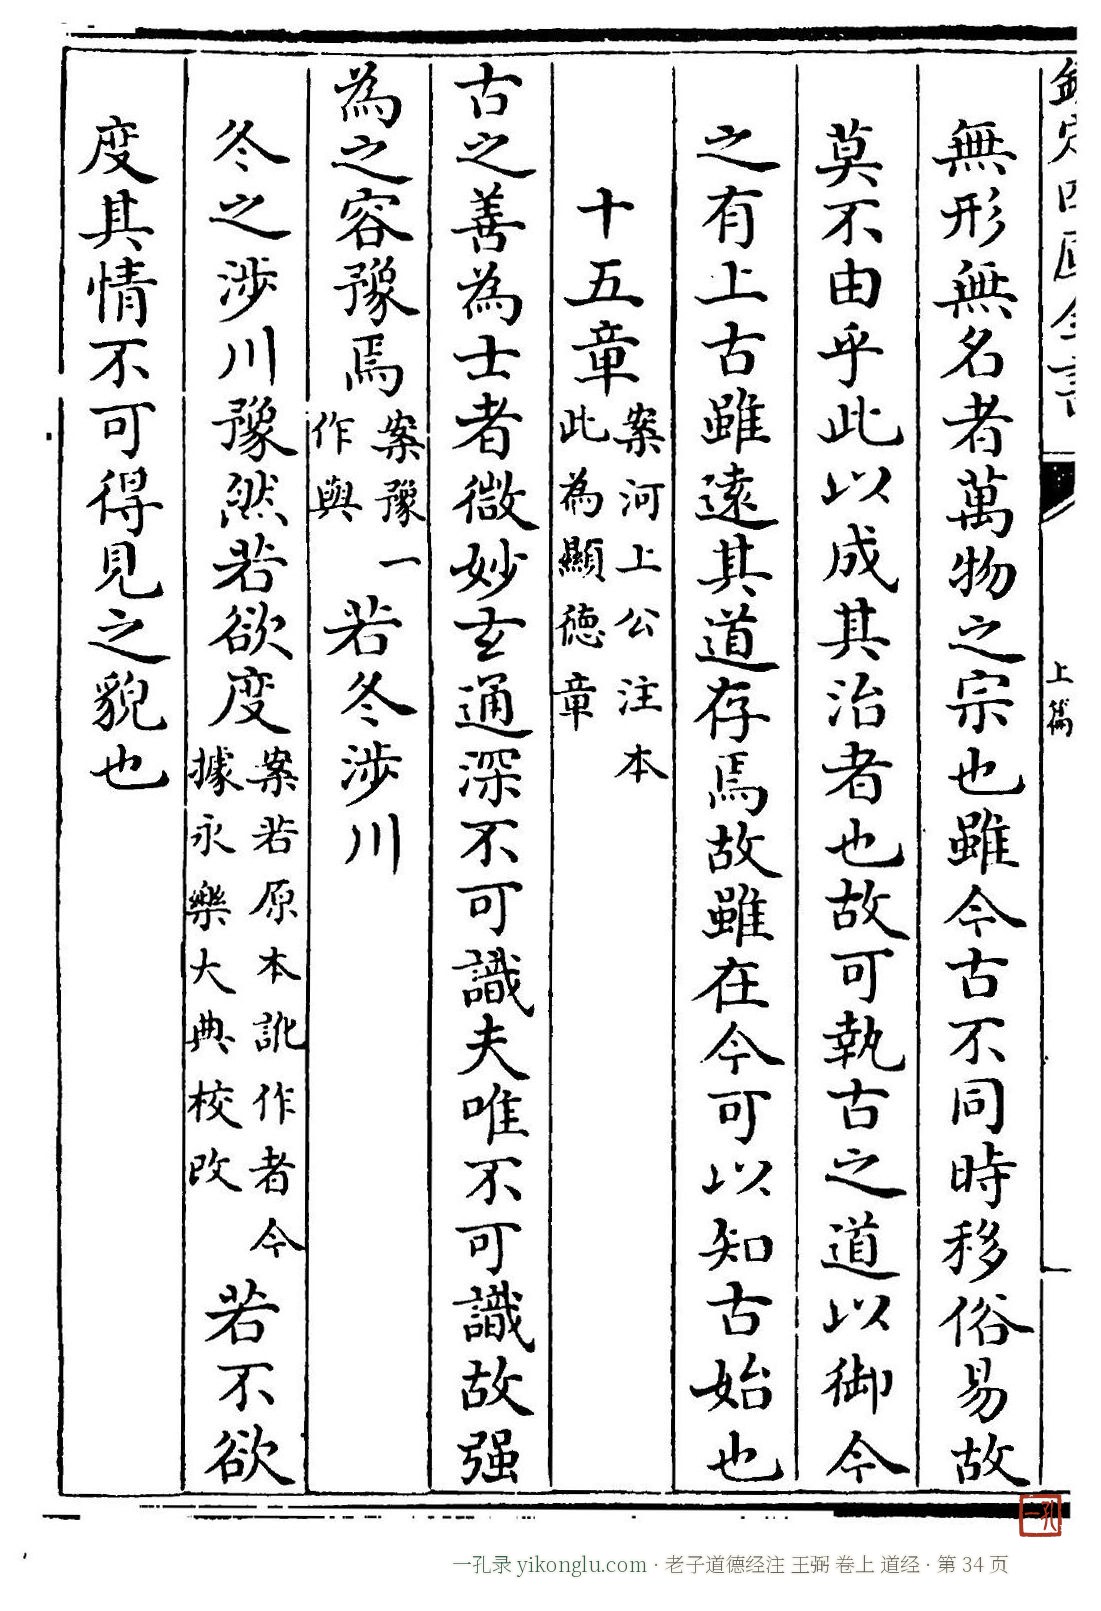 欽定四庫全書
上篇
無形無名者萬物之宗也雖今古不同時移俗易故
莫不由乎此以成其治者也故可執古之道以御今
之有上古雖遠其道存焉故雖在今可以知古始也
十五章案河上公注本此為顯德章
古之善為士者微妙玄通深不可識夫唯不可識故强
為之容豫焉案豫一作與若冬涉川
冬之涉川豫然若欲度案若原本訛作者今據永樂大典校改若不欲
度其情不可得見之貌也
一孔
一孔录 yikonglu.com · 老子道德经注 王弼 卷上 道经 · 第 34 页